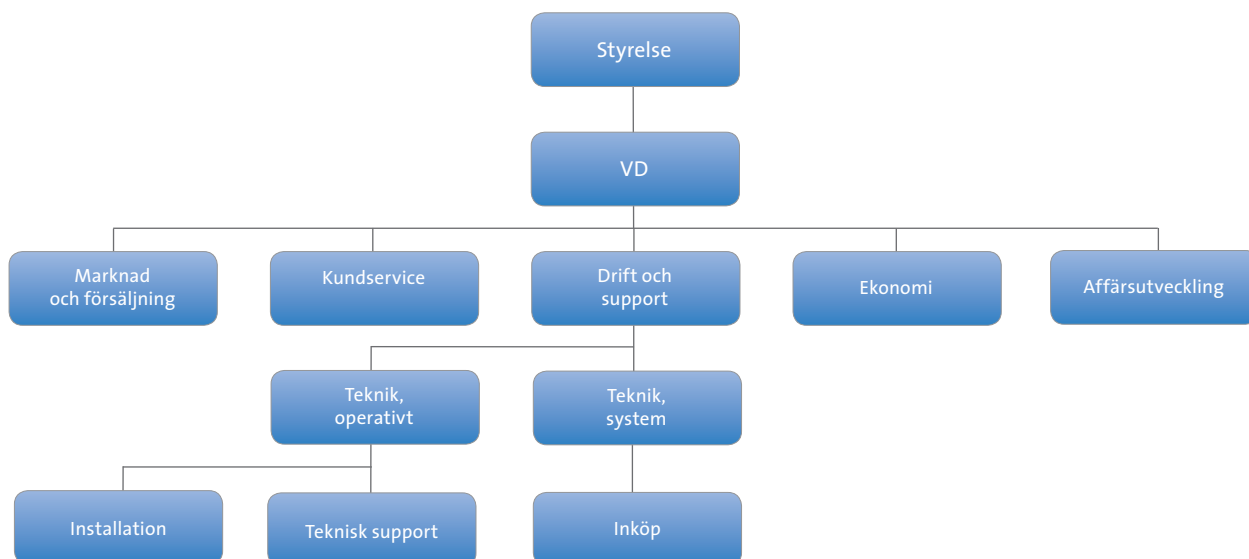 Styrelse
VD
Marknad
och försäljning
Kundservice
Drift och
support
Ekonomi
Affärsutveckling
Teknik,
operativt
Teknik,
system
Installation
Teknisk support
Inköp